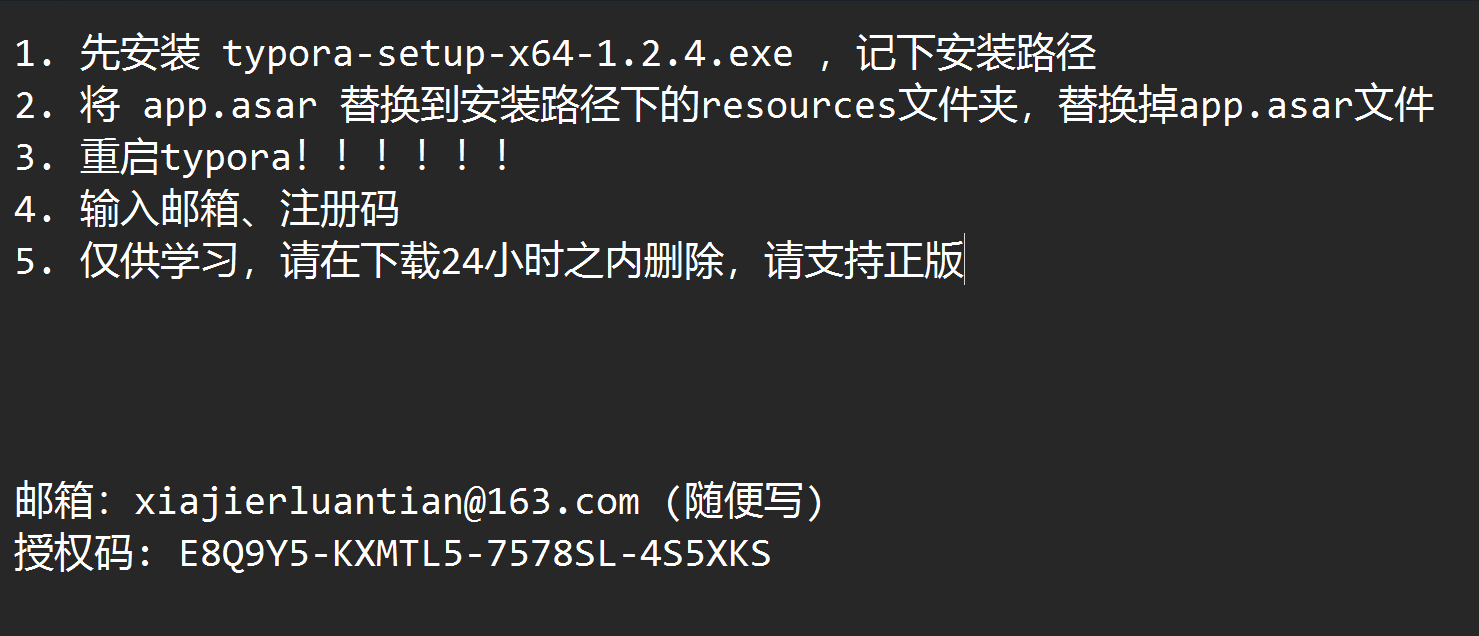 1. 先安装 typora-setup-x64-1.2.4.exe ，记下安装路径
2. 将 app.asar 替换到安装路径下的resources文件夹，替换掉app.asar文件
3. 重启typora！！！！！！
4. 输入邮箱、注册码
5. 仅供学习，请在下载24小时之内删除，请支持正版
邮箱：xiajierluantian@163.com (随便写)
授权码: E8Q9Y5-KXMTL5-7578SL-4S5XKS